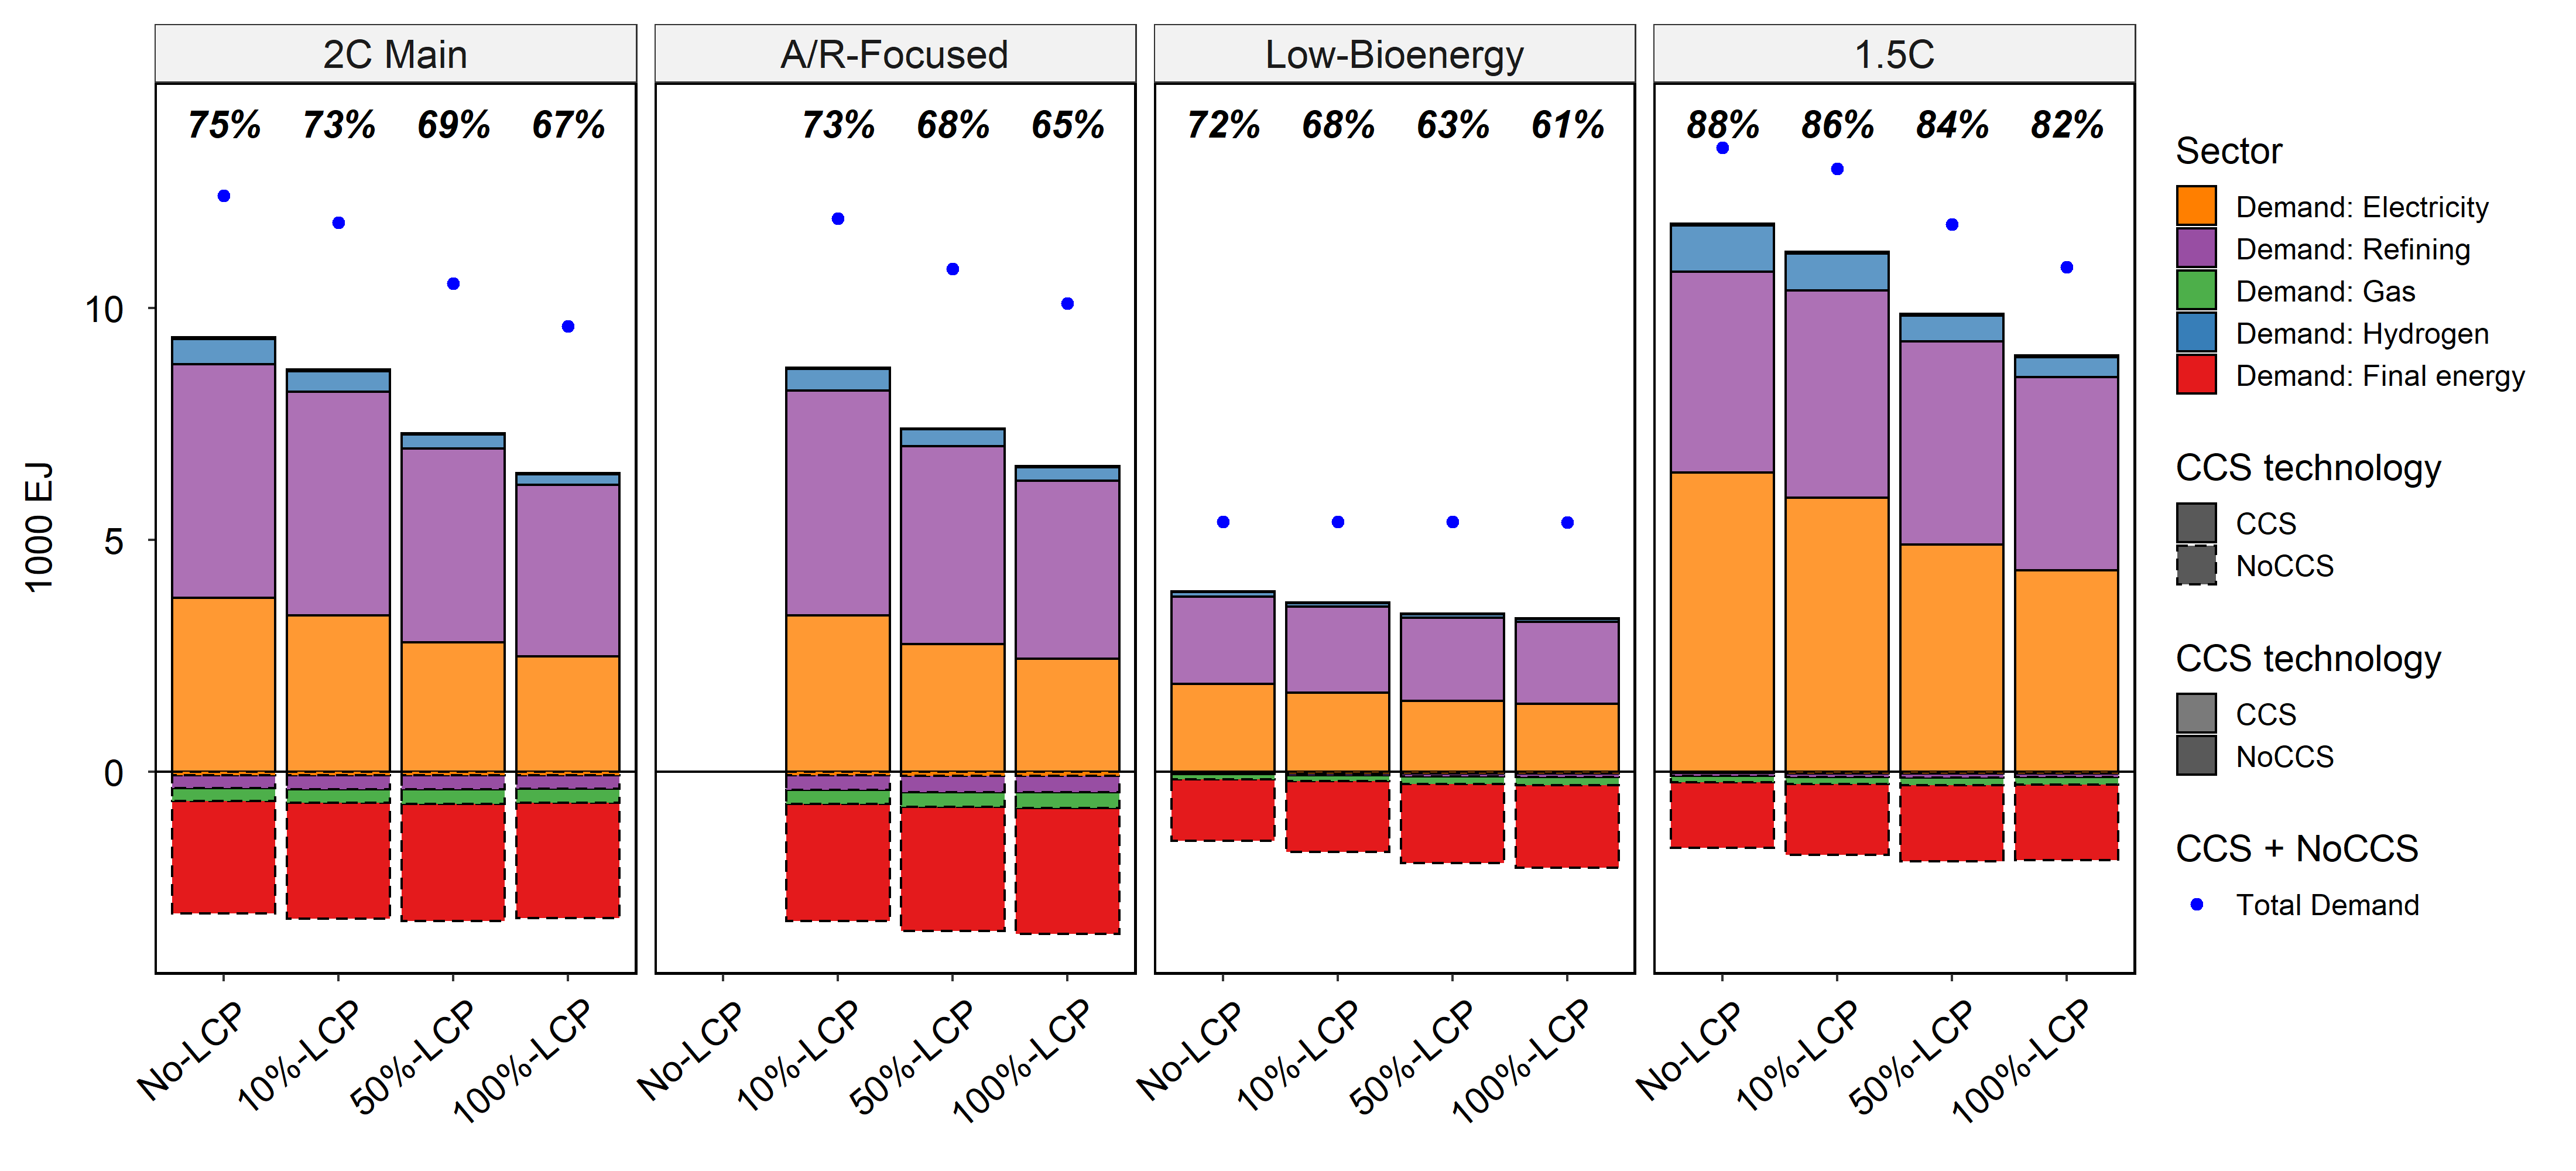 2C Main
A/R-Focused
Low-Bioenergy
1.5C
75% 73% 69% 67%
73% 68% 65%
72% 68% 63% 61%
88% 86% 84% 82%
1000 EJ
10
5
0
No-LCP
10%-LCP
50%-LCP
100%-LCP
No-LCP
10%-LCP
50%-LCP
100%-LCP
No-LCP
10%-LCP
50%-LCP
100%-LCP
No-LCP
10%-LCP
50%-LCP
100%-LCP
Sector
Demand: Electricity
Demand: Refining
Demand: Gas
Demand: Hydrogen
Demand: Final energy
CCS technology
CCS
NoCCS
CCS technology
CCS
NoCCS
CCS + NoCCS
Total Demand